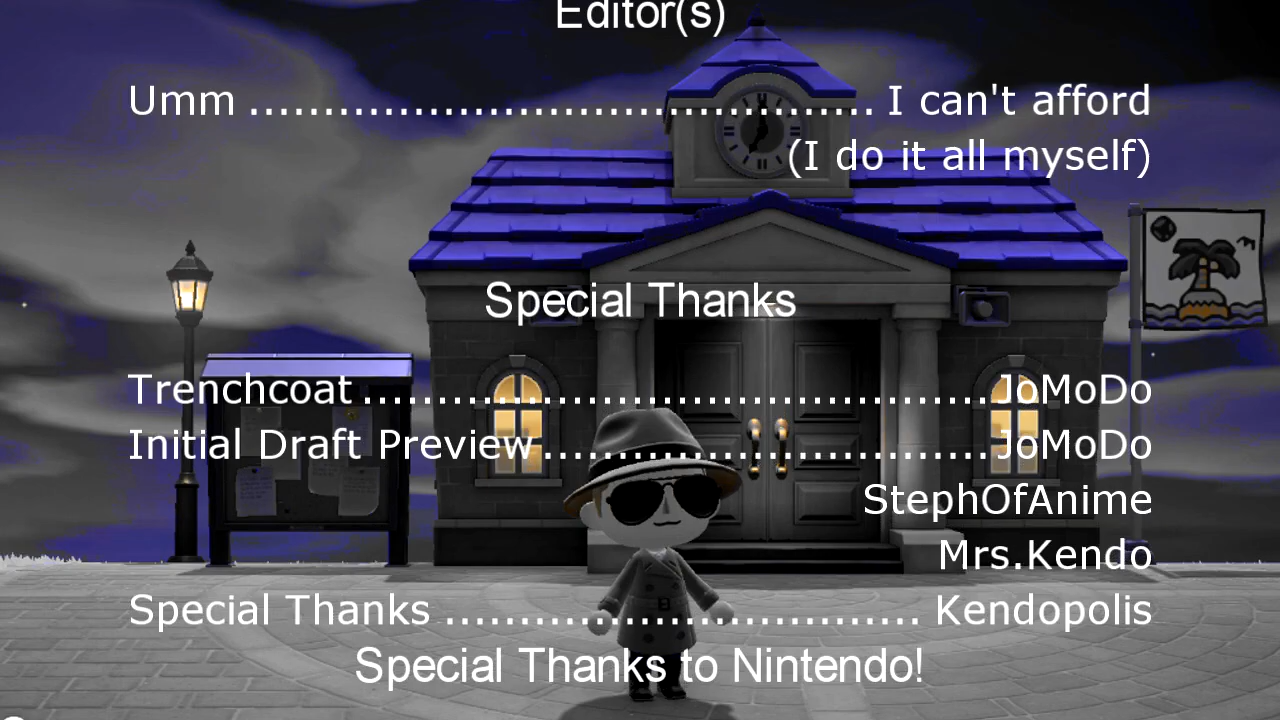 Editor(s)
Umm ........................................... I can't afford
(I do it all myself)
Special Thanks
Trenchcoat ........................................... JoMoDo
Initial Draft Preview ............................... JoMoDo
StephOfAnime
Mrs.Kendo
Special Thanks ................................ Kendopolis
Special Thanks to Nintendo!